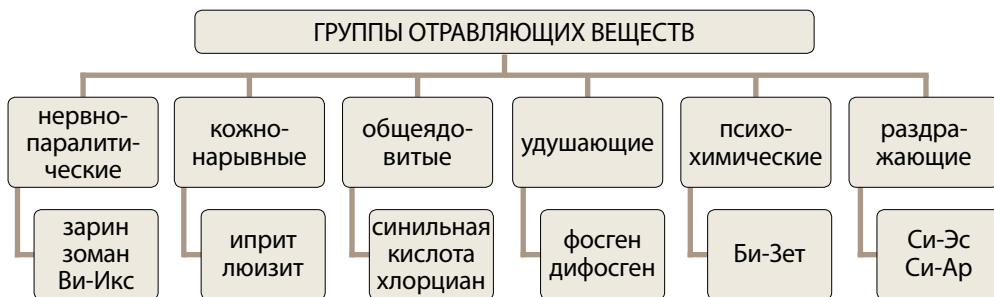 ГРУППЫ ОТРАВЛЯЮЩИХ ВЕЩЕСТВ
нервно-
паралити-
ческие
кожно-
нарывные
общеядо-
витые
удушающие
психо-
химические
раздра-
жающие
зарин
зоман
Ви-Икс
иприт
люизит
синильная
кислота
хлорциан
фосген
дифосген
Би-Зет
Си-Эс
Си-Ар